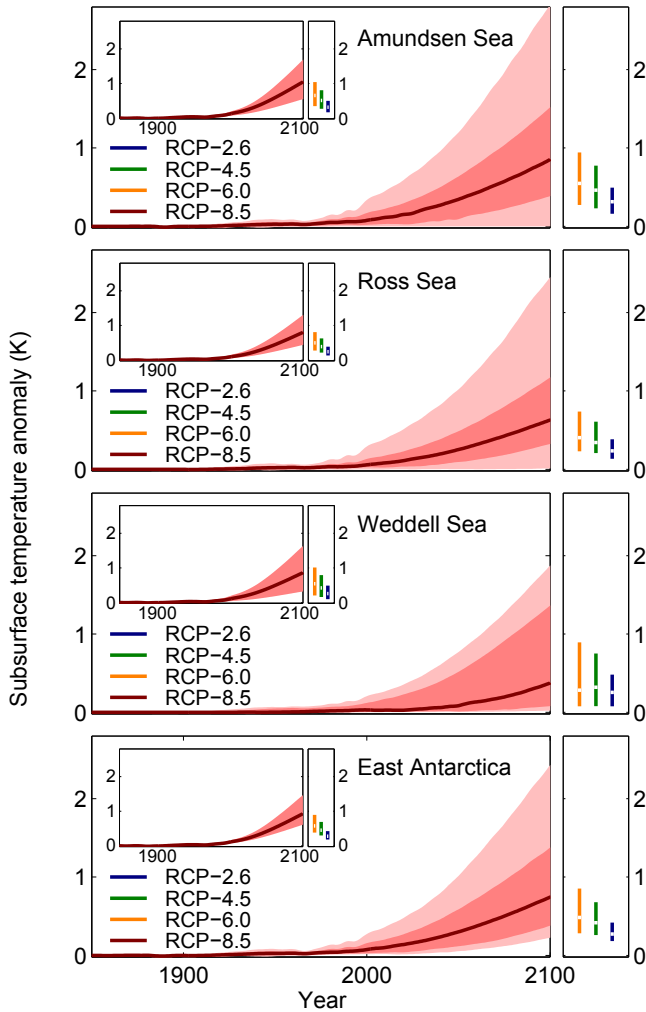 Subsurface temperature anomaly (K)
Amundsen Sea
2
1
0
1900
2100
2
1
0
RCP−2.6
RCP−4.5
RCP−6.0
RCP−8.5
2
1
0
2
1
0
Ross Sea
2
1
0
1900
2100
2
1
0
RCP−2.6
RCP−4.5
RCP−6.0
RCP−8.5
2
1
0
2
1
0
Weddell Sea
2
1
0
1900
2100
2
1
0
RCP−2.6
RCP−4.5
RCP−6.0
RCP−8.5
2
1
0
2
1
0
East Antarctica
2
1
0
1900
2100
2
1
0
RCP−2.6
RCP−4.5
RCP−6.0
RCP−8.5
2
1
0
2
1
0
1900 2000 2100
Year